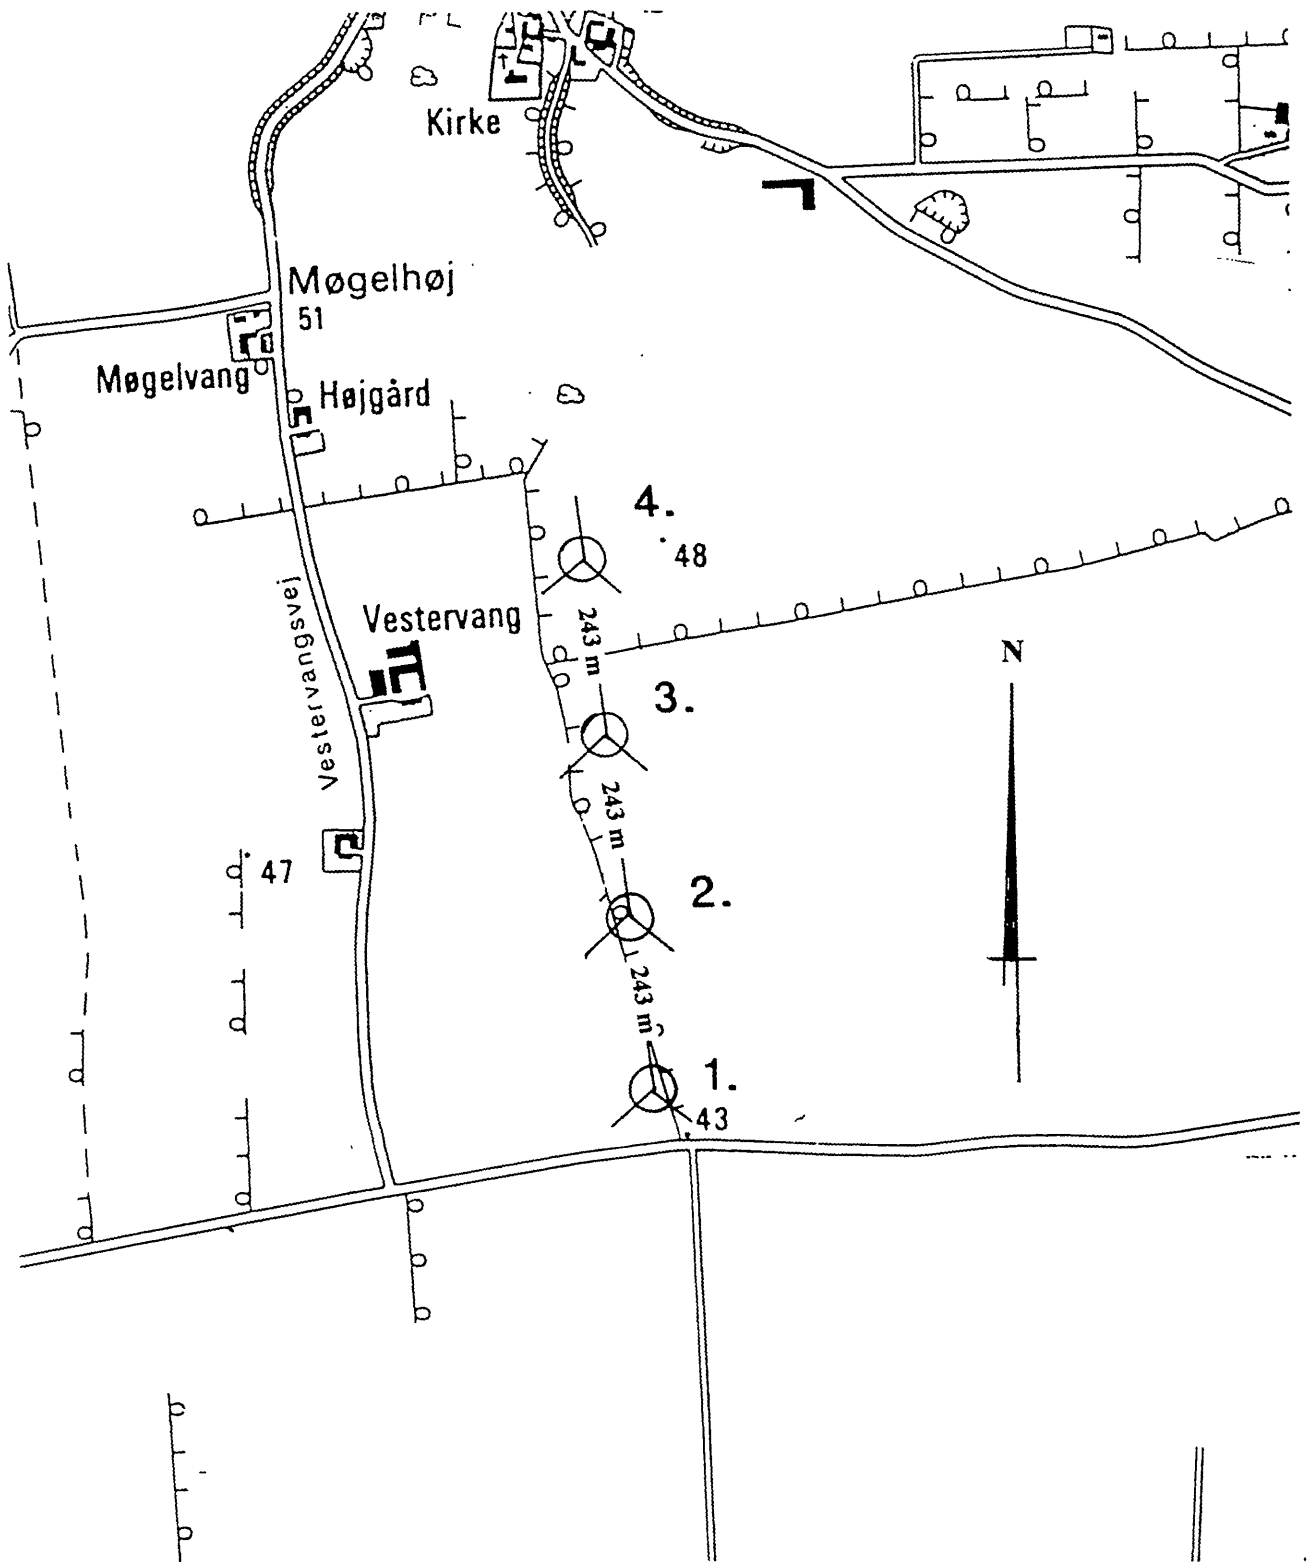 Kirke
Møgelhøj
51
Møgelvang
Højgård
4.
48
Vestervangsvej
Vestervang
243 m
N
3.
243 m
47
2.
243 m
1.
43